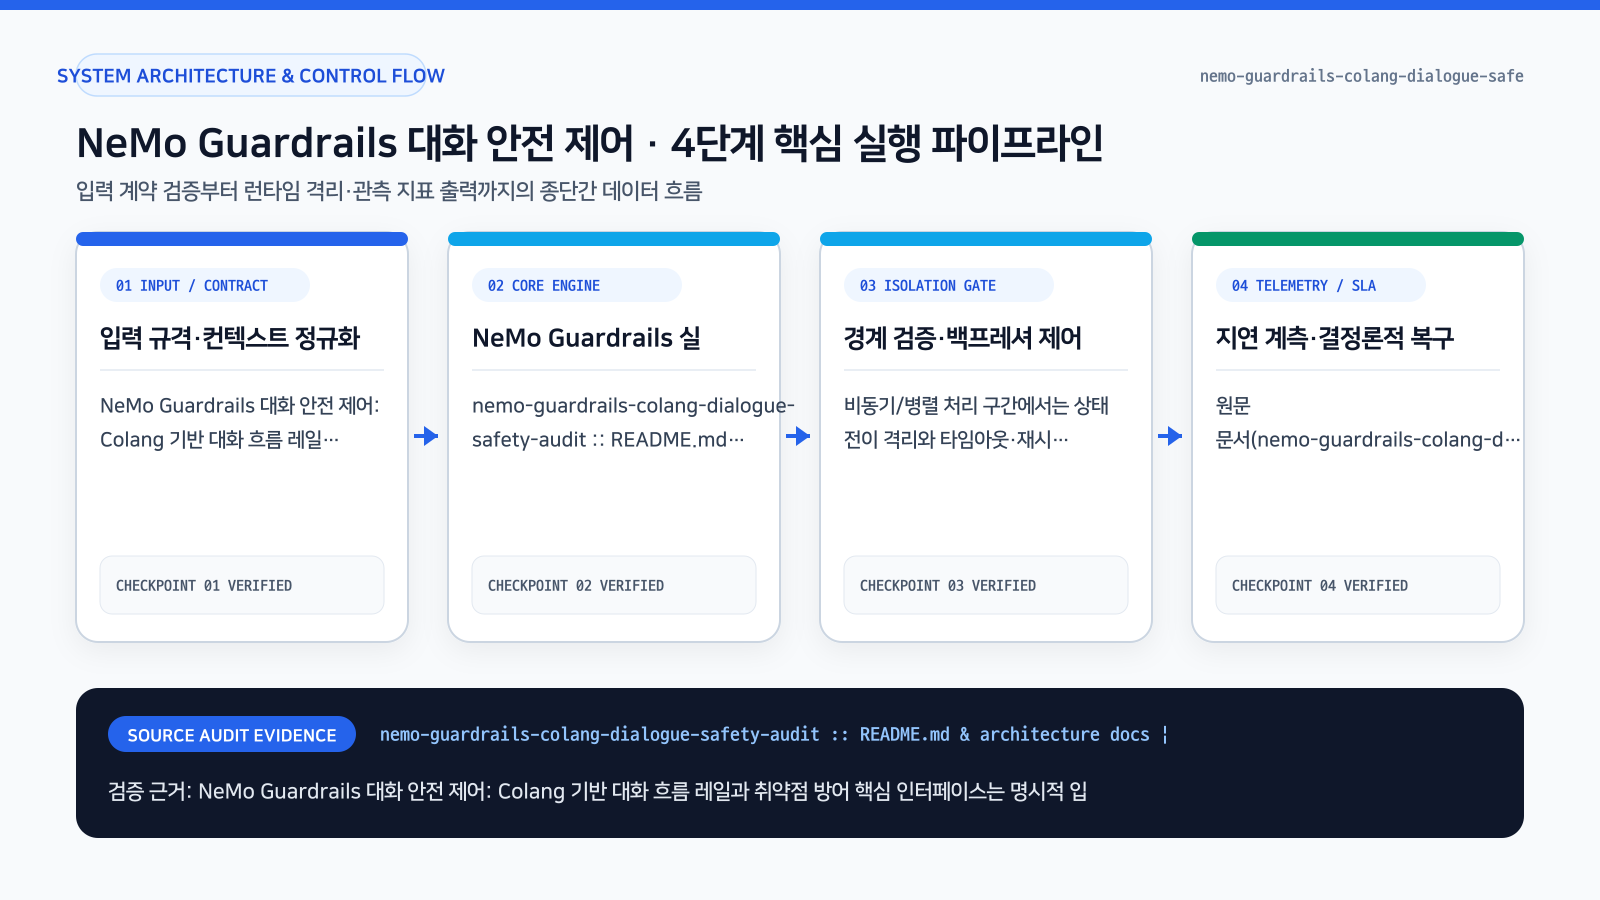 SYSTEM ARCHITECTURE & CONTROL FLOW
nemo-guardrails-colang-dialogue-safe
NeMo Guardrails 대화 안전 제어 · 4단계 핵심 실행 파이프라인
입력 계약 검증부터 런타임 격리·관측 지표 출력까지의 종단간 데이터 흐름
01 INPUT / CONTRACT
입력 규격·컨텍스트 정규화
NeMo Guardrails 대화 안전 제어:
Colang 기반 대화 흐름 레일…
CHECKPOINT 01 VERIFIED
02 CORE ENGINE
NeMo Guardrails 실
nemo-guardrails-colang-dialogue-
safety-audit :: README.md…
CHECKPOINT 02 VERIFIED
03 ISOLATION GATE
경계 검증·백프레셔 제어
비동기/병렬 처리 구간에서는 상태
전이 격리와 타임아웃·재시…
CHECKPOINT 03 VERIFIED
04 TELEMETRY / SLA
지연 계측·결정론적 복구
원문
문서(nemo-guardrails-colang-d…
CHECKPOINT 04 VERIFIED
SOURCE AUDIT EVIDENCE
nemo-guardrails-colang-dialogue-safety-audit :: README.md & architecture docs ¦
검증 근거: NeMo Guardrails 대화 안전 제어: Colang 기반 대화 흐름 레일과 취약점 방어 핵심 인터페이스는 명시적 입